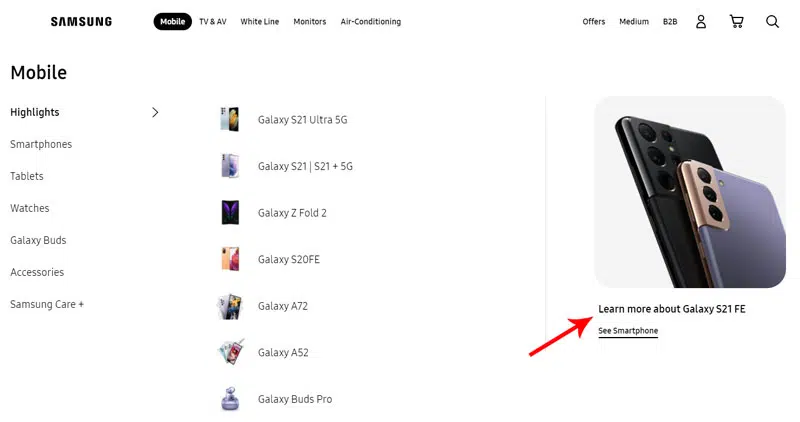 SAMSUNG
Mobile
TV & AV
White Line
Monitors
Air-Conditioning
Offers
Medium
B2B
Mobile
Highlights
Smartphones
Tablets
Watches
Galaxy Buds
Accessories
Samsung Care +
Galaxy S21 Ultra 5G
Galaxy S21 | S21 + 5G
Galaxy Z Fold 2
Galaxy S20FE
Galaxy A72
Galaxy A52
Galaxy Buds Pro
Learn more about Galaxy S21 FE
See Smartphone